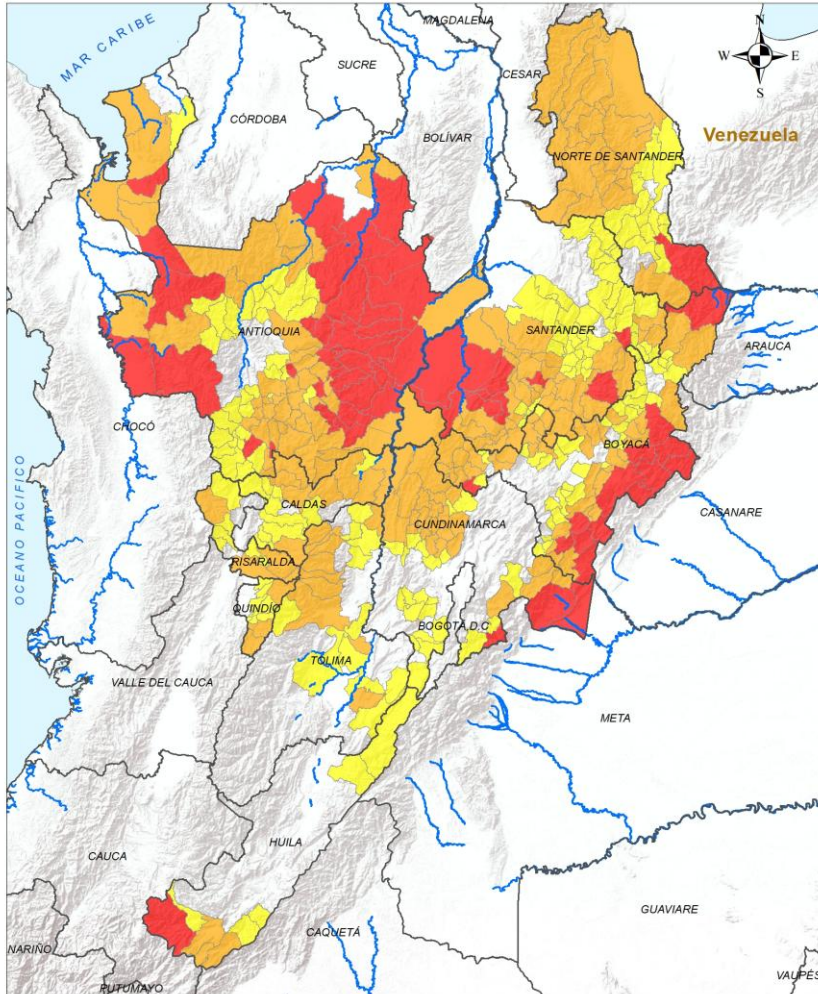 MAGDALENA
MAR CARIBE
N
W E
S
SUCRE
CESAR
CÓRDOBA
BOLÍVAR
Venezuela
NORTE DE SANTANDER
ANTIOQUIA
SANTANDER
ARAUCA
CHOCÓ
BOYACÁ
OCEANO PACIFICO
CALDAS
CASANARE
CUNDINAMARCA
RISARALDA
QUINDÍO
BOGOTÁ, D.C.
TOLIMA
VALLE DEL CAUCA
META
HUILA
CAUCA
GUAVIARE
CAQUETÁ
NARIÑO
VAUPÉS
PUTUMAYO